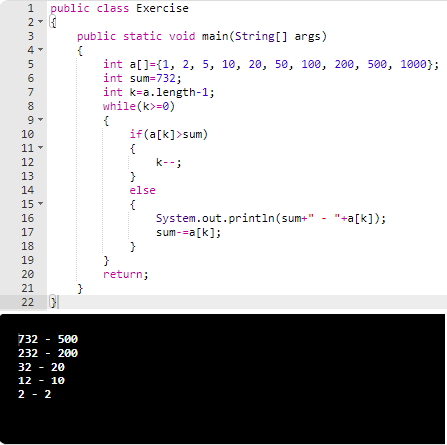 1 public class Exercise
2 {
3 public static void main(String[] args)
4 {
5 int a[]={1, 2, 5, 10, 20, 50, 100, 200, 500, 1000};
6 int sum=732;
7 int k=a.length-1;
8 while(k>=0)
9 {
10 if(a[k]>sum)
11 {
12 k--;
13 }
14 else
15 {
16 System.out.println(sum+" - "+a[k]);
17 sum-=a[k];
18 }
19 }
20 return;
21 }
22 }
732 - 500
232 - 200
32 - 20
12 - 10
2 - 2